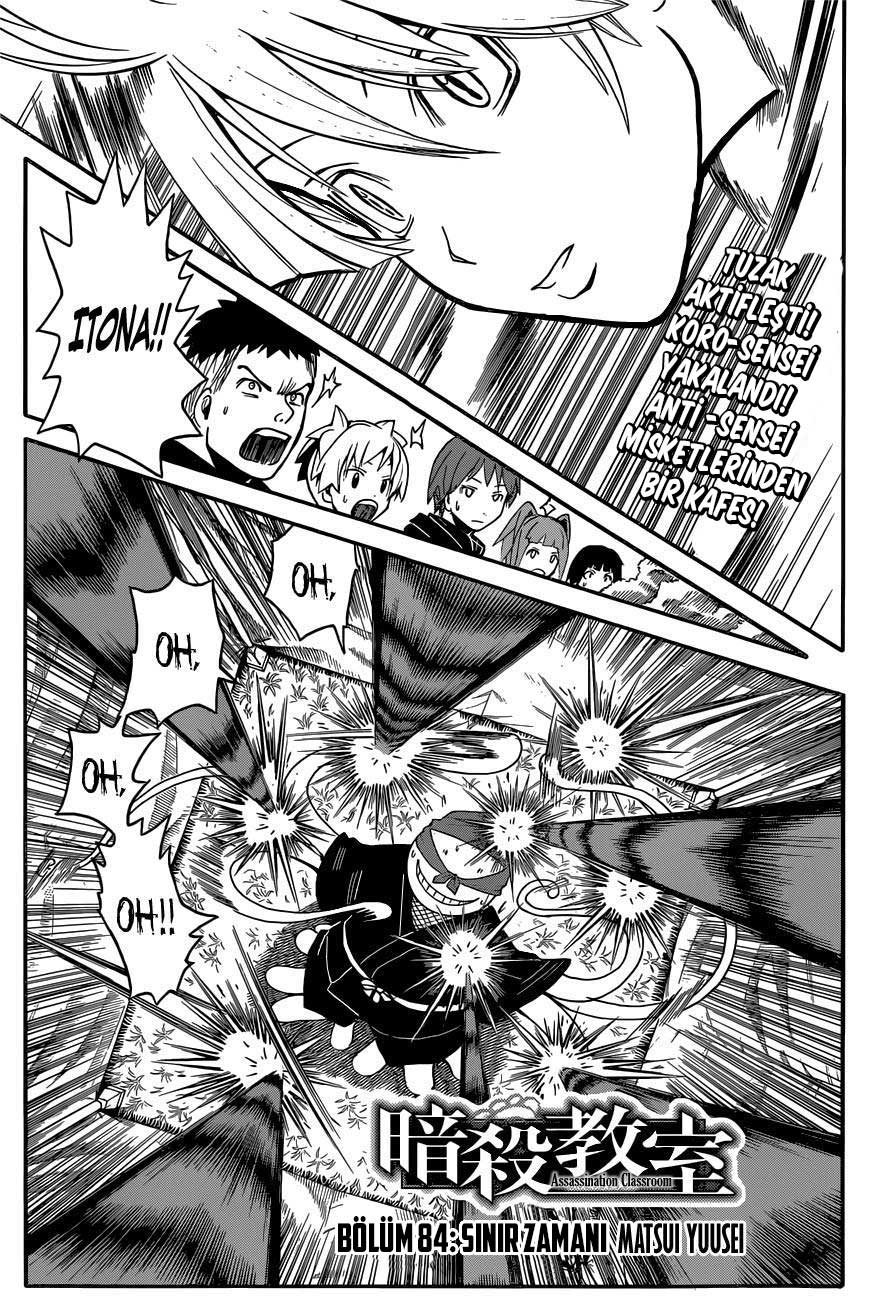 TUZAK
AKTİFLEŞTİ!
KORO-SENSEI
YAKALANDI!
ANTİ-SENSEI
MİSKETLERİNDEN
BİR KAFES!
ITONA!!
OH,
OH,
OH,
OH!!
暗殺教室
Assassination Classroom
BÖLÜM 84: SINIR ZAMANI MATSUI YUUSEI